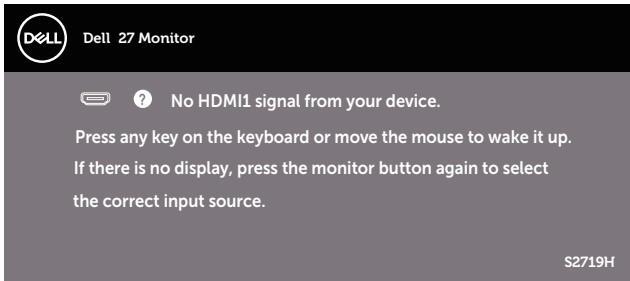 DELL
Dell 27 Monitor
? No HDMI1 signal from your device.
Press any key on the keyboard or move the mouse to wake it up.
If there is no display, press the monitor button again to select
the correct input source.
S2719H